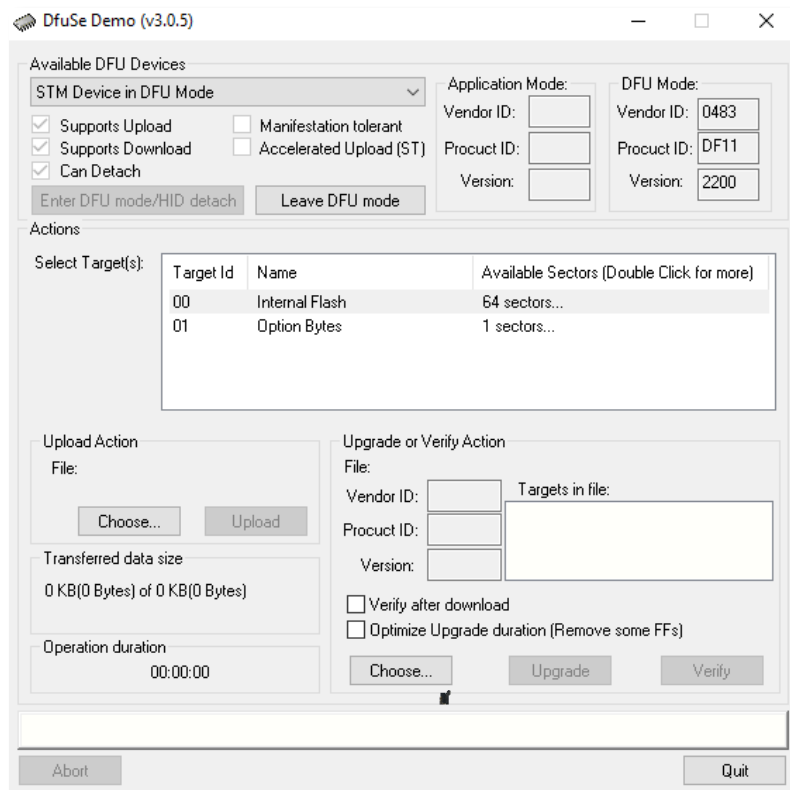 DfuSe Demo (v3.0.5)
Available DFU Devices
STM Device in DFU Mode
Supports Upload
Manifestation tolerant
Supports Download
Accelerated Upload (ST)
Can Detach
Enter DFU mode/HID detach
Leave DFU mode
Application Mode:
Vendor ID:
Procuct ID:
Version:
DFU Mode:
Vendor ID: 0483
Procuct ID: DF11
Version: 2200
Actions
Select Target(s):
Target Id Name Available Sectors (Double Click for more)
00 Internal Flash 64 sectors...
01 Option Bytes 1 sectors...
Upload Action
File:
Choose... Upload
Transferred data size
0 KB(0 Bytes) of 0 KB(0 Bytes)
Operation duration
00:00:00
Upgrade or Verify Action
File:
Vendor ID:
Procuct ID:
Version:
Targets in file:
Verify after download
Optimize Upgrade duration (Remove some FFs)
Choose... Upgrade Verify
Abort Quit